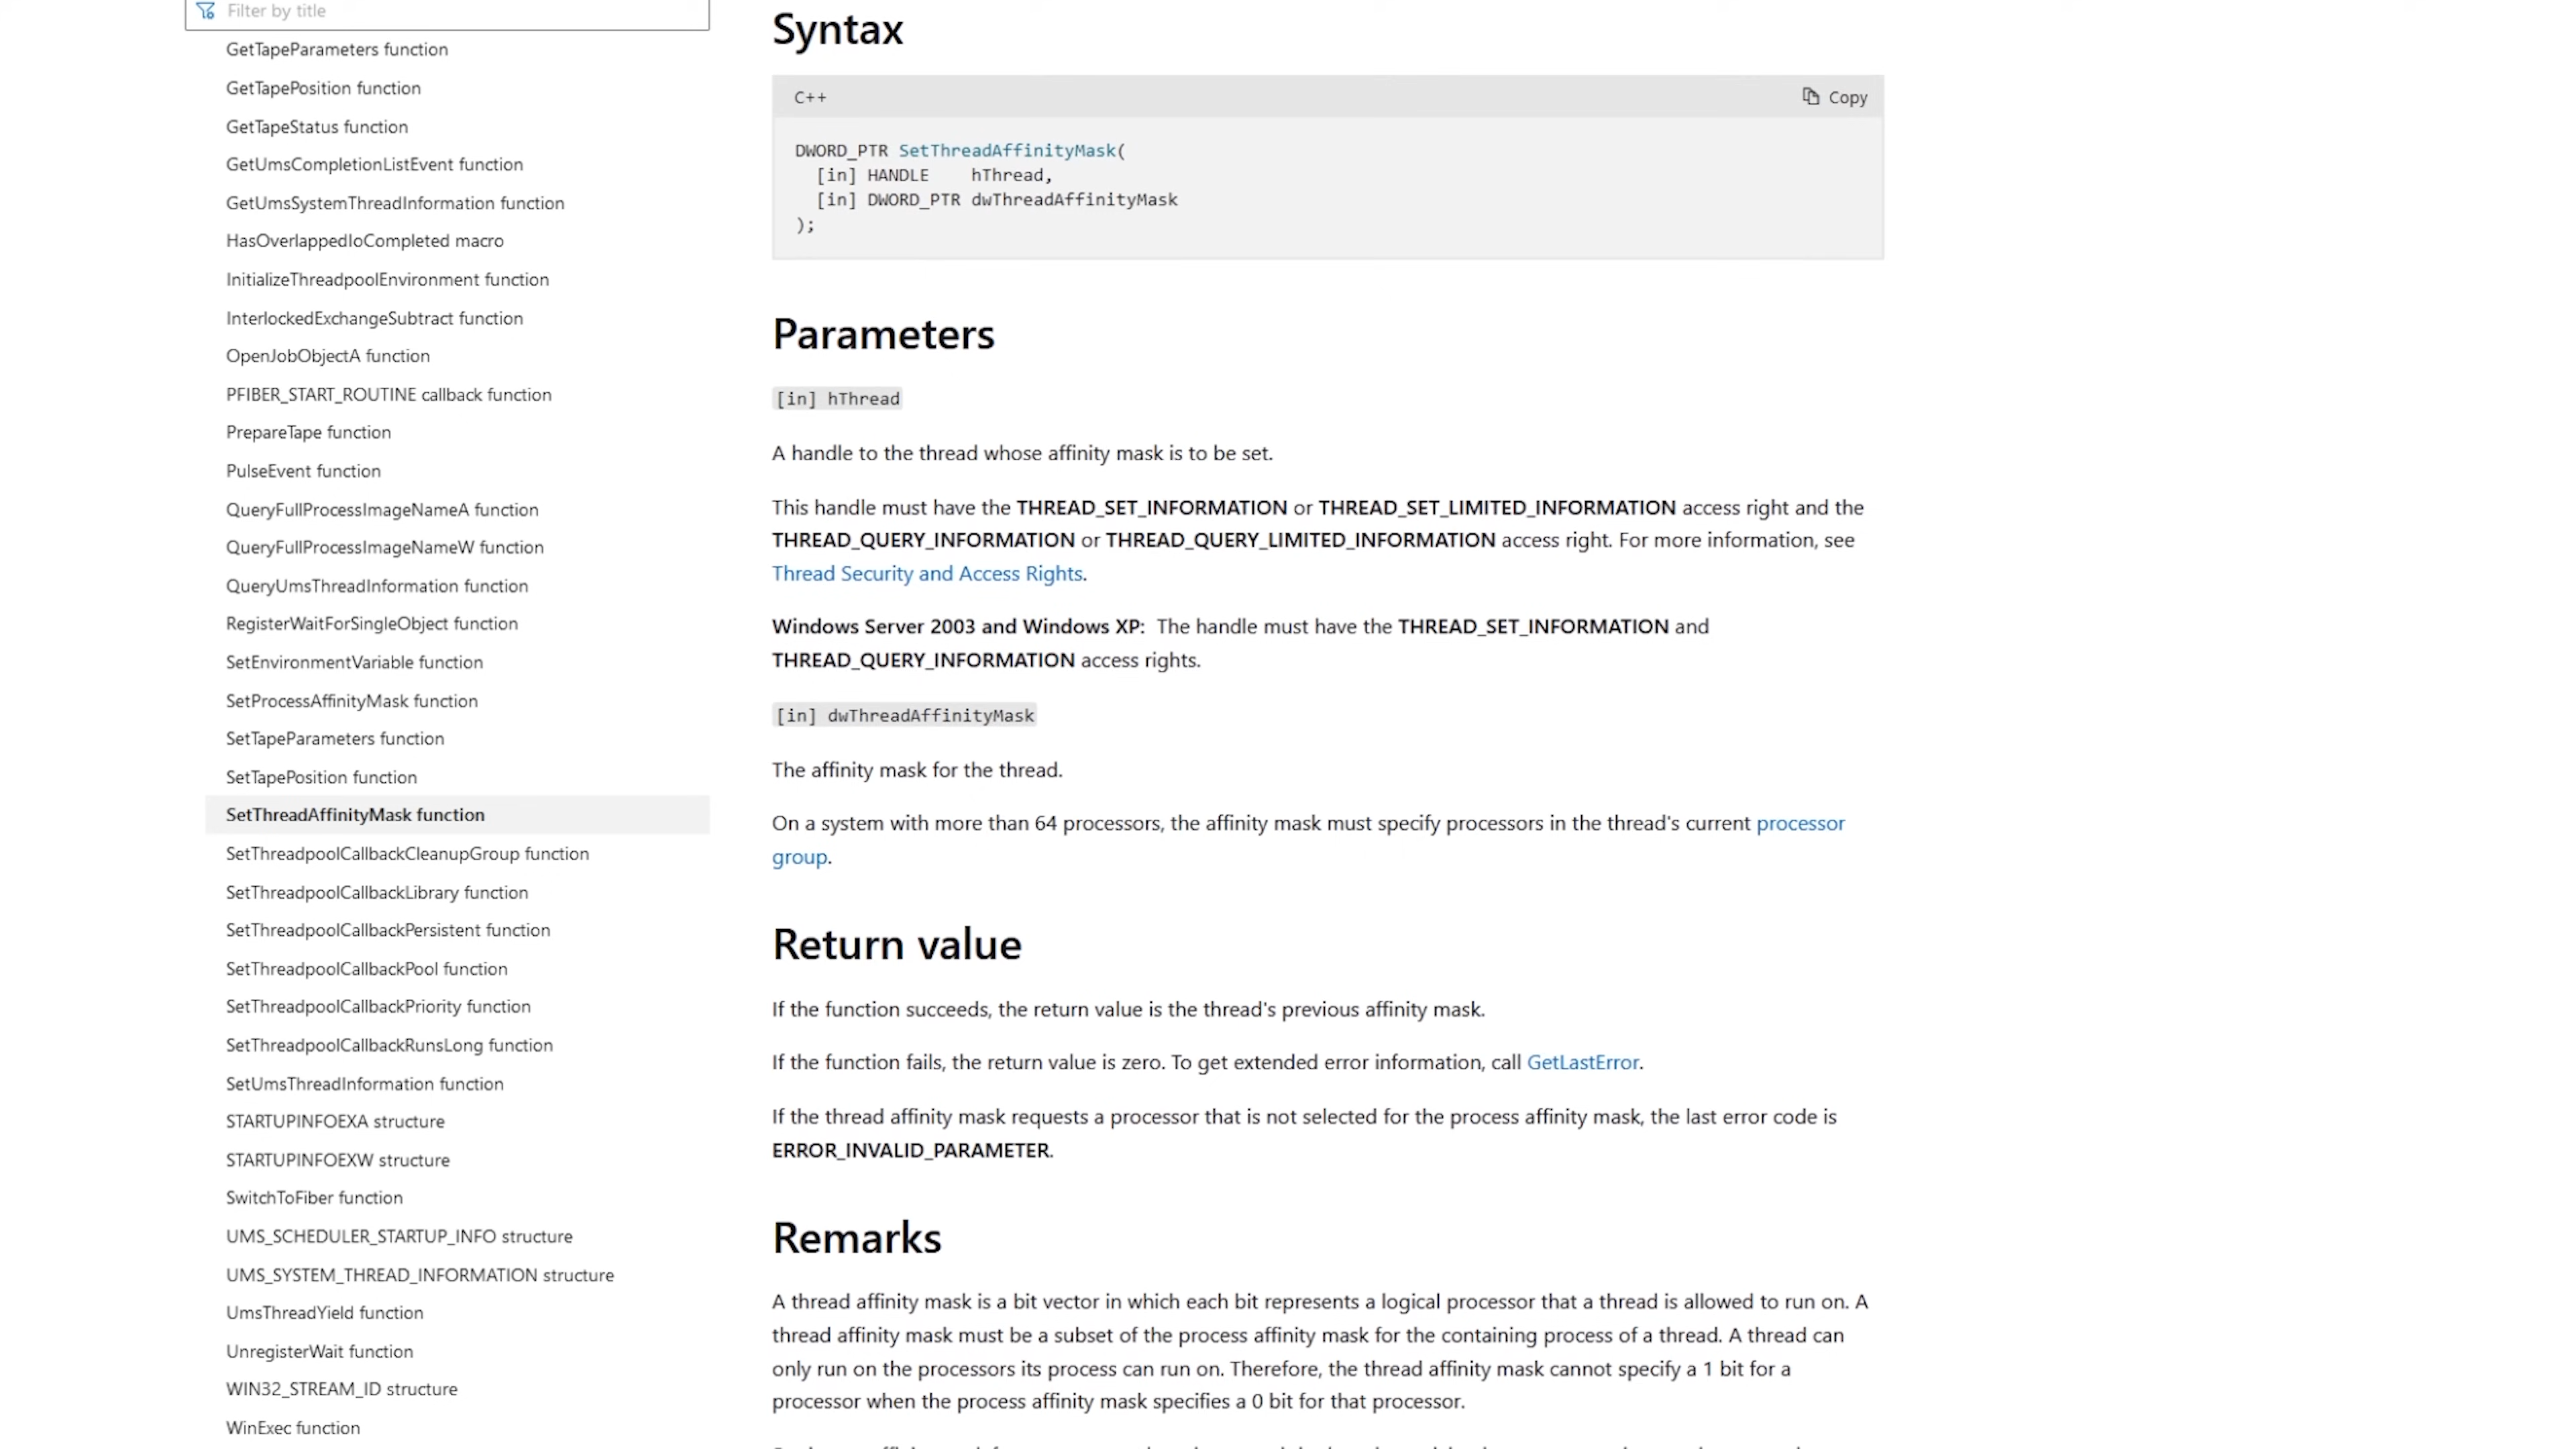 Filter by title
GetTapeParameters function
GetTapePosition function
GetTapeStatus function
GetUmsCompletionListEvent function
GetUmsSystemThreadInformation function
HasOverlappedIoCompleted macro
InitializeThreadpoolEnvironment function
InterlockedExchangeSubtract function
OpenJobObjectA function
PFIBER_START_ROUTINE callback function
PrepareTape function
PulseEvent function
QueryFullProcessImageNameA function
QueryFullProcessImageNameW function
QueryUmsThreadInformation function
RegisterWaitForSingleObject function
SetEnvironmentVariable function
SetProcessAffinityMask function
SetTapeParameters function
SetTapePosition function
SetThreadAffinityMask function
SetThreadpoolCallbackCleanupGroup function
SetThreadpoolCallbackLibrary function
SetThreadpoolCallbackPersistent function
SetThreadpoolCallbackPool function
SetThreadpoolCallbackPriority function
SetThreadpoolCallbackRunsLong function
SetUmsThreadInformation function
STARTUPINFOEXA structure
STARTUPINFOEXW structure
SwitchToFiber function
UMS_SCHEDULER_STARTUP_INFO structure
UMS_SYSTEM_THREAD_INFORMATION structure
UmsThreadYield function
UnregisterWait function
WIN32_STREAM_ID structure
WinExec function
Syntax
C++ Copy
DWORD_PTR SetThreadAffinityMask(
  [in] HANDLE    hThread,
  [in] DWORD_PTR dwThreadAffinityMask
);
Parameters
[in] hThread
A handle to the thread whose affinity mask is to be set.
This handle must have the THREAD_SET_INFORMATION or THREAD_SET_LIMITED_INFORMATION access right and the
THREAD_QUERY_INFORMATION or THREAD_QUERY_LIMITED_INFORMATION access right. For more information, see
Thread Security and Access Rights.
Windows Server 2003 and Windows XP: The handle must have the THREAD_SET_INFORMATION and
THREAD_QUERY_INFORMATION access rights.
[in] dwThreadAffinityMask
The affinity mask for the thread.
On a system with more than 64 processors, the affinity mask must specify processors in the thread's current processor
group.
Return value
If the function succeeds, the return value is the thread's previous affinity mask.
If the function fails, the return value is zero. To get extended error information, call GetLastError.
If the thread affinity mask requests a processor that is not selected for the process affinity mask, the last error code is
ERROR_INVALID_PARAMETER.
Remarks
A thread affinity mask is a bit vector in which each bit represents a logical processor that a thread is allowed to run on. A
thread affinity mask must be a subset of the process affinity mask for the containing process of a thread. A thread can
only run on the processors its process can run on. Therefore, the thread affinity mask cannot specify a 1 bit for a
processor when the process affinity mask specifies a 0 bit for that processor.